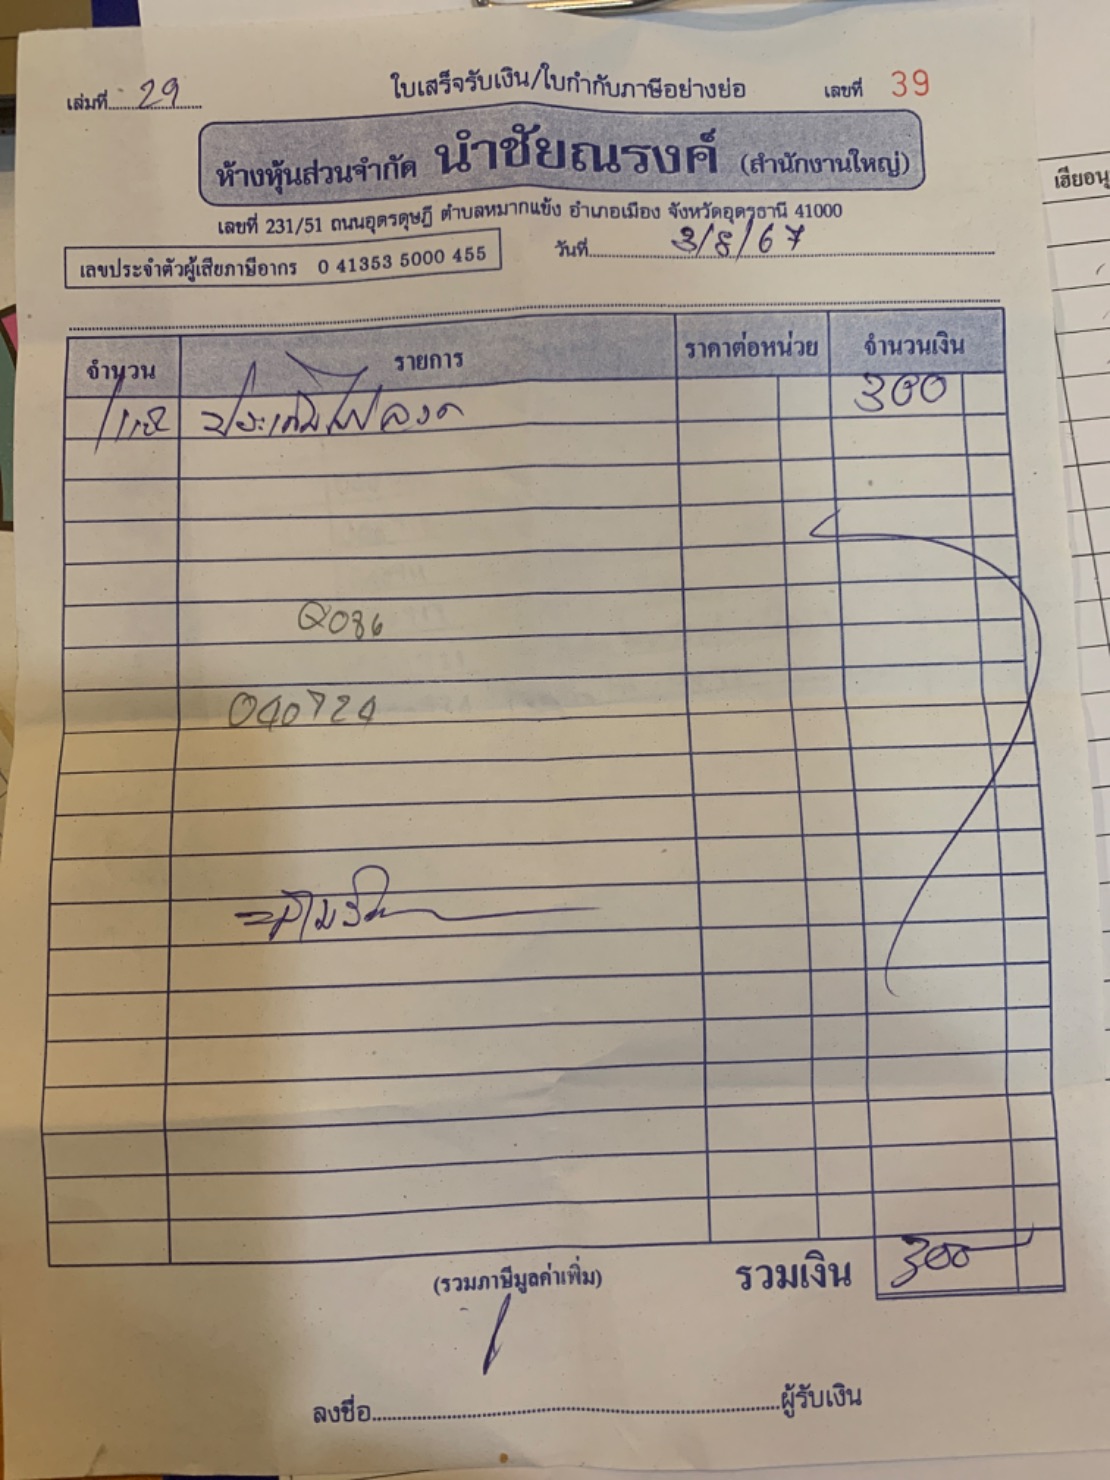 เล่มที่ 29
ใบเสร็จรับเงิน/ใบกำกับภาษีอย่างย่อ
เลขที่ 39
ห้างหุ้นส่วนจำกัด นำชัยณรงค์ (สำนักงานใหญ่)
เลขที่ 231/51 ถนนอุดรดุษฎี ตำบลหมากแข้ง อำเภอเมือง จังหวัดอุดรธานี 41000
เลขประจำตัวผู้เสียภาษีอากร 0 41353 5000 455
วันที่ 3/8/67
เฮียอนุ
จำนวน รายการ ราคาต่อหน่วย จำนวนเงิน
300
Q086
040724
(รวมภาษีมูลค่าเพิ่ม) รวมเงิน 300
ลงชื่อ ผู้รับเงิน